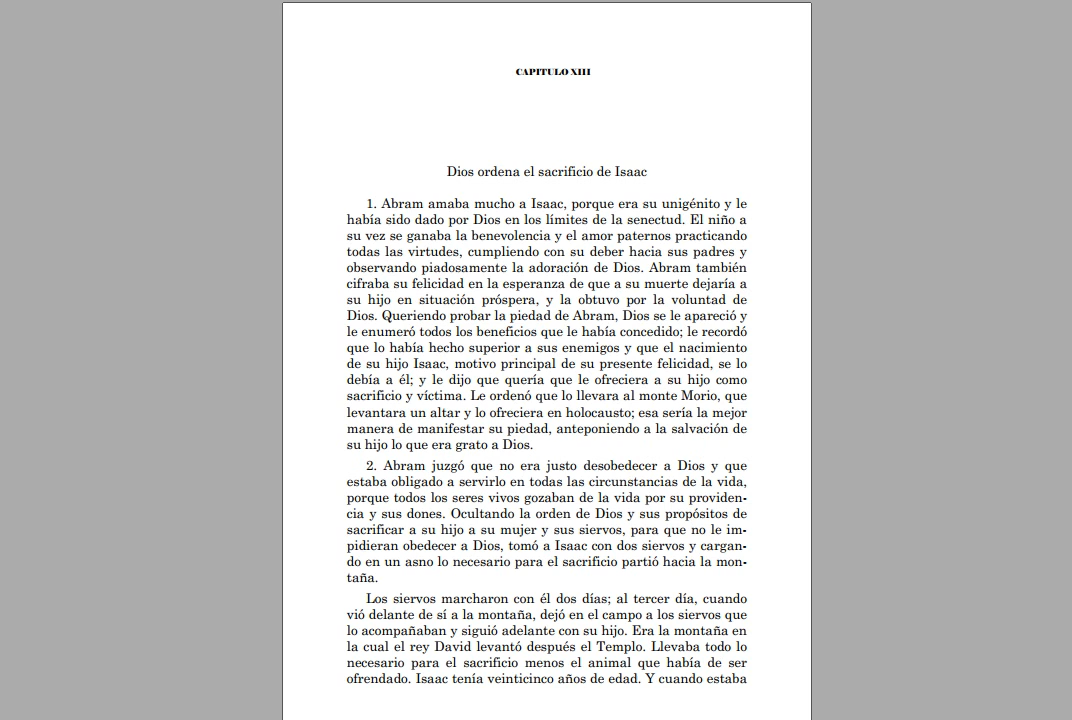 CAPITULO XIII
Dios ordena el sacrificio de Isaac
1. Abram amaba mucho a Isaac, porque era su unigénito y le
había sido dado por Dios en los límites de la senectud. El niño a
su vez se ganaba la benevolencia y el amor paternos practicando
todas las virtudes, cumpliendo con su deber hacia sus padres y
observando piadosamente la adoración de Dios. Abram también
cifraba su felicidad en la esperanza de que a su muerte dejaría a
su hijo en situación próspera, y la obtuvo por la voluntad de
Dios. Queriendo probar la piedad de Abram, Dios se le apareció y
le enumeró todos los beneficios que le había concedido; le recordó
que lo había hecho superior a sus enemigos y que el nacimiento
de su hijo Isaac, motivo principal de su presente felicidad, se lo
debía a él; y le dijo que quería que le ofreciera a su hijo como
sacrificio y víctima. Le ordenó que lo llevara al monte Morio, que
levantara un altar y lo ofreciera en holocausto; esa sería la mejor
manera de manifestar su piedad, anteponiendo a la salvación de
su hijo lo que era grato a Dios.
2. Abram juzgó que no era justo desobedecer a Dios y que
estaba obligado a servirlo en todas las circunstancias de la vida,
porque todos los seres vivos gozaban de la vida por su providen-
cia y sus dones. Ocultando la orden de Dios y sus propósitos de
sacrificar a su hijo a su mujer y sus siervos, para que no le im-
pidieran obedecer a Dios, tomó a Isaac con dos siervos y cargan-
do en un asno lo necesario para el sacrificio partió hacia la mon-
taña.
Los siervos marcharon con él dos días; al tercer día, cuando
vió delante de sí a la montaña, dejó en el campo a los siervos que
lo acompañaban y siguió adelante con su hijo. Era la montaña en
la cual el rey David levantó después el Templo. Llevaba todo lo
necesario para el sacrificio menos el animal que había de ser
ofrendado. Isaac tenía veinticinco años de edad. Y cuando estaba